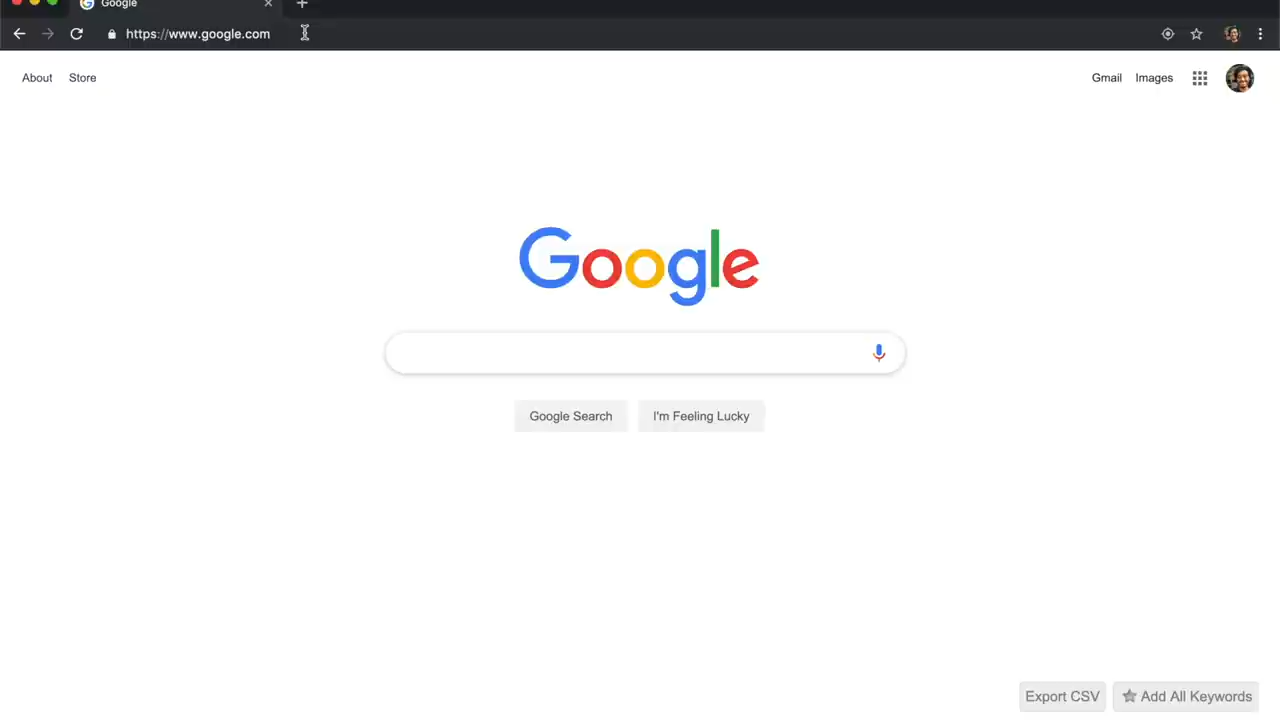 Google
https://www.google.com
About Store Gmail Images
Google
Google Search I'm Feeling Lucky
Export CSV Add All Keywords